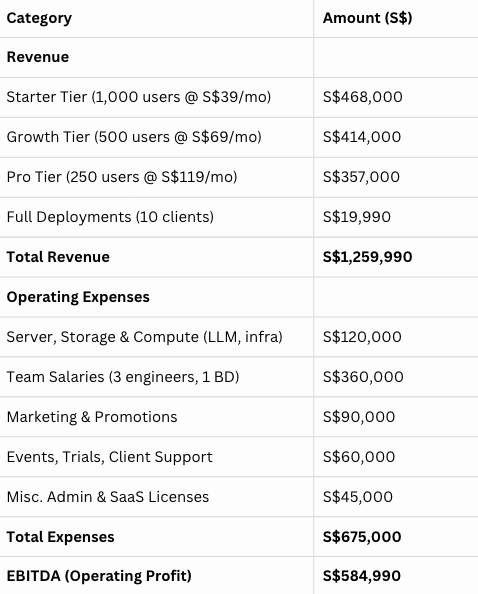 Category Amount (S$)
Revenue
Starter Tier (1,000 users @ S$39/mo) S$468,000
Growth Tier (500 users @ S$69/mo) S$414,000
Pro Tier (250 users @ S$119/mo) S$357,000
Full Deployments (10 clients) S$19,990
Total Revenue S$1,259,990
Operating Expenses
Server, Storage & Compute (LLM, infra) S$120,000
Team Salaries (3 engineers, 1 BD) S$360,000
Marketing & Promotions S$90,000
Events, Trials, Client Support S$60,000
Misc. Admin & SaaS Licenses S$45,000
Total Expenses S$675,000
EBITDA (Operating Profit) S$584,990